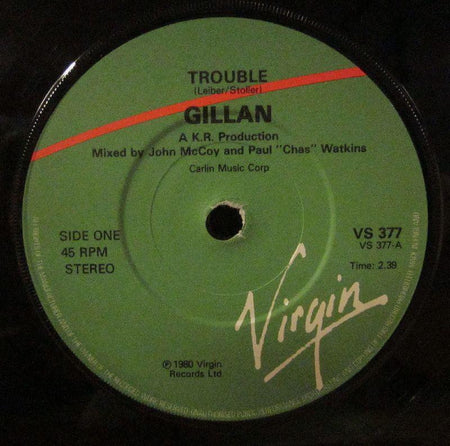 TROUBLE
(Leiber/Stoller)
GILLAN
A K.R. Production
Mixed by John McCoy and Paul "Chas" Watkins
Carlin Music Corp
SIDE ONE
45 RPM
STEREO
VS 377
VS 377-A
Time: 2.39
Virgin
℗ 1980 Virgin
Records Ltd.